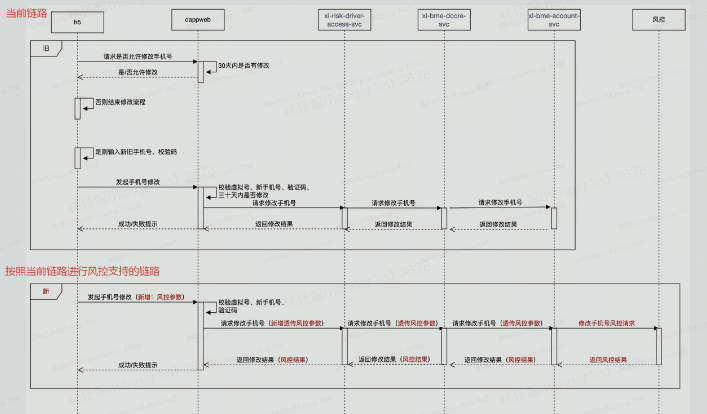 当前链路
h5
dappweb
xl-risk-driver-
access-svc
xl-bme-dcore-
svc
xl-bme-account-
svc
风控
旧
请求是否允许修改手机号
30天内是否有修改
是/否允许修改
否则结束修改流程
是则输入新旧手机号、校验码
发起手机号修改
校验虚拟号、新手机号、验证码、
三十天内是否修改
请求修改手机号
请求修改手机号
请求修改手机号
成功/失败提示
返回修改结果
返回修改结果
返回修改结果
按照当前链路进行风控支持的链路
新
发起手机号修改（新增：风控参数）
校验虚拟号、新手机号、
验证码
请求修改手机号（新增透传风控参数）
请求修改手机号（透传风控参数）
请求修改手机号（透传风控参数）
修改手机号风控请求
成功/失败提示
返回修改结果（风控结果）
返回修改结果（风控结果）
返回修改结果（风控结果）
返回风控结果